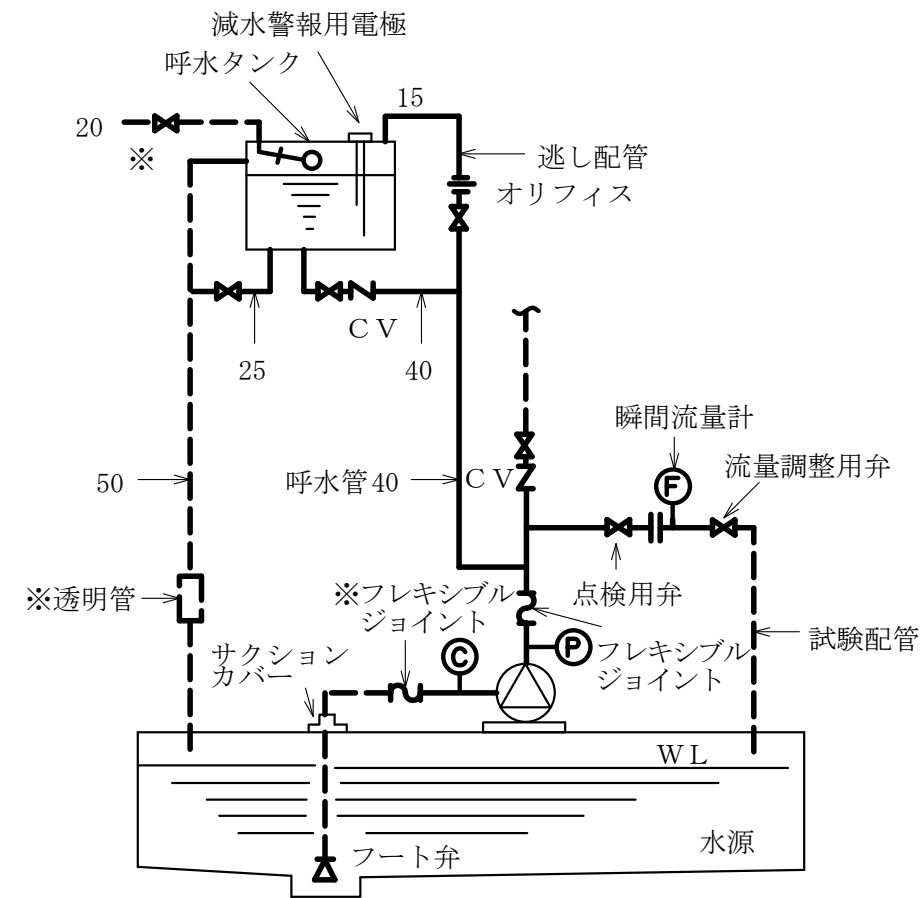 減水警報用電極
呼水タンク
15
20
※
逃し配管
オリフィス
CV
25
40
瞬間流量計
流量調整用弁
50
呼水管40
CV
F
※透明管
※フレキシブル
ジョイント
点検用弁
試験配管
サクション
カバー
C
P
フレキシブル
ジョイント
WL
水源
フート弁